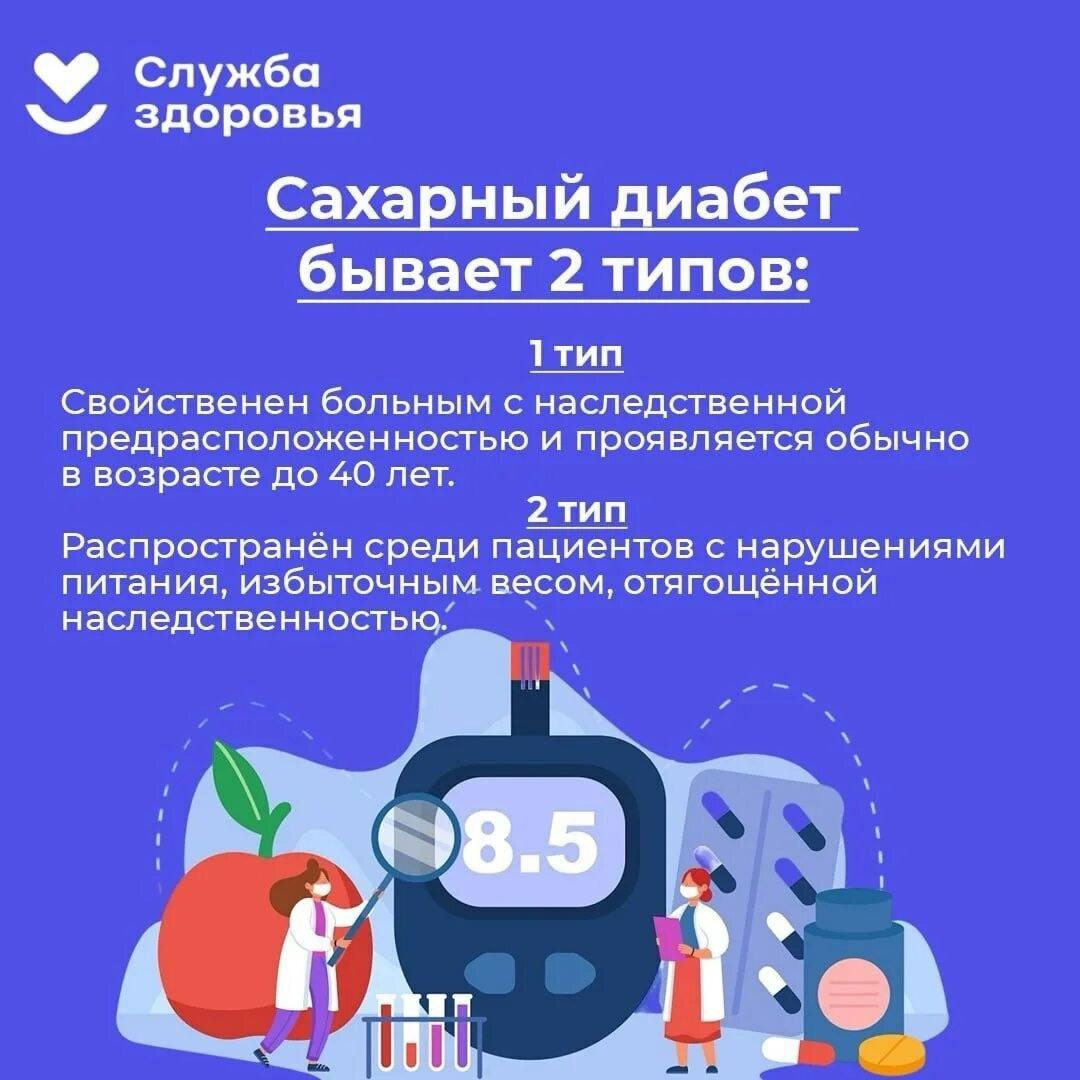 Служба
здоровья
Сахарный диабет
бывает 2 типов:
1 тип
Свойственен больным с наследственной
предрасположенностью и проявляется обычно
в возрасте до 40 лет.
2 тип
Распространён среди пациентов с нарушениями
питания, избыточным весом, отягощённой
наследственностью.
8.5